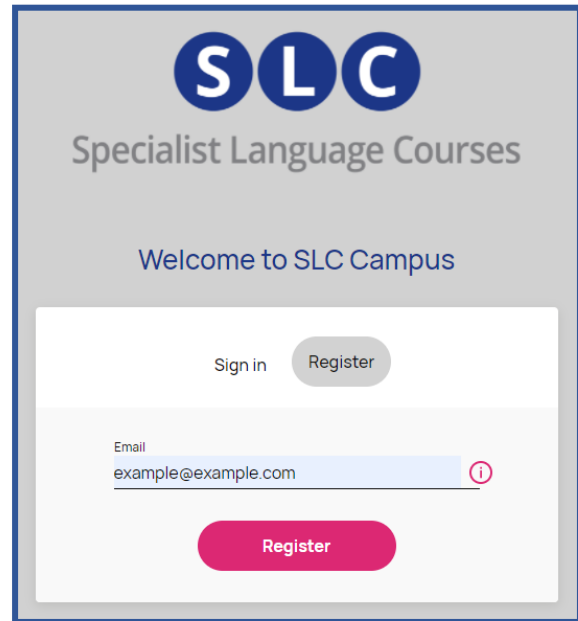 SLC
Specialist Language Courses
Welcome to SLC Campus
Sign in Register
Email
example@example.com
Register